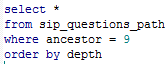 select *
from sip_questions_path
where ancestor = 9
order by depth